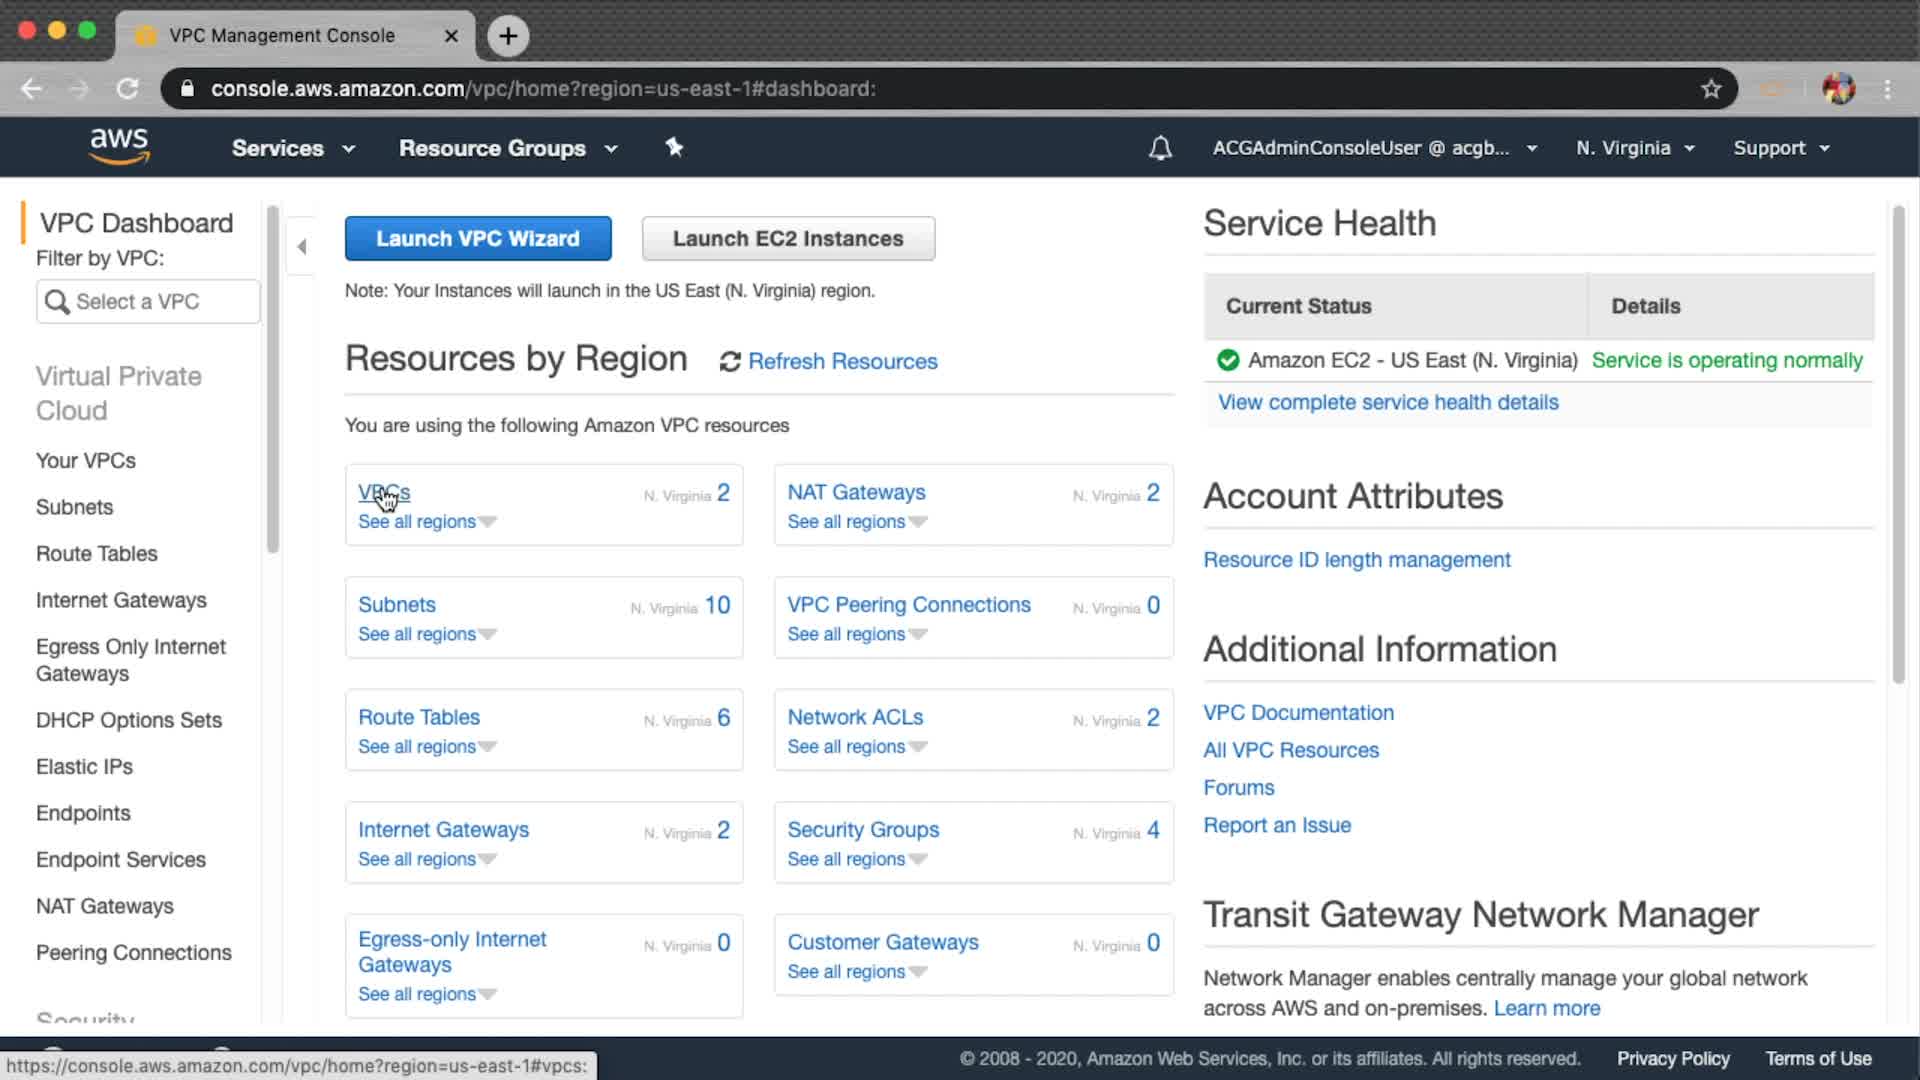 VPC Management Console
console.aws.amazon.com/vpc/home?region=us-east-1#dashboard:
aws
Services
Resource Groups
ACGAdminConsoleUser @ acgb...
N. Virginia
Support
VPC Dashboard
Filter by VPC:
Select a VPC
Virtual Private
Cloud
Your VPCs
Subnets
Route Tables
Internet Gateways
Egress Only Internet
Gateways
DHCP Options Sets
Elastic IPs
Endpoints
Endpoint Services
NAT Gateways
Peering Connections
Security
Launch VPC Wizard
Launch EC2 Instances
Note: Your Instances will launch in the US East (N. Virginia) region.
Resources by Region
Refresh Resources
You are using the following Amazon VPC resources
VPCs N. Virginia 2
See all regions
NAT Gateways N. Virginia 2
See all regions
Subnets N. Virginia 10
See all regions
VPC Peering Connections N. Virginia 0
See all regions
Route Tables N. Virginia 6
See all regions
Network ACLs N. Virginia 2
See all regions
Internet Gateways N. Virginia 2
See all regions
Security Groups N. Virginia 4
See all regions
Egress-only Internet N. Virginia 0
Gateways
See all regions
Customer Gateways N. Virginia 0
See all regions
Service Health
Current Status Details
Amazon EC2 - US East (N. Virginia) Service is operating normally
View complete service health details
Account Attributes
Resource ID length management
Additional Information
VPC Documentation
All VPC Resources
Forums
Report an Issue
Transit Gateway Network Manager
Network Manager enables centrally manage your global network
across AWS and on-premises. Learn more
https://console.aws.amazon.com/vpc/home?region=us-east-1#vpcs:
© 2008 - 2020, Amazon Web Services, Inc. or its affiliates. All rights reserved.
Privacy Policy
Terms of Use